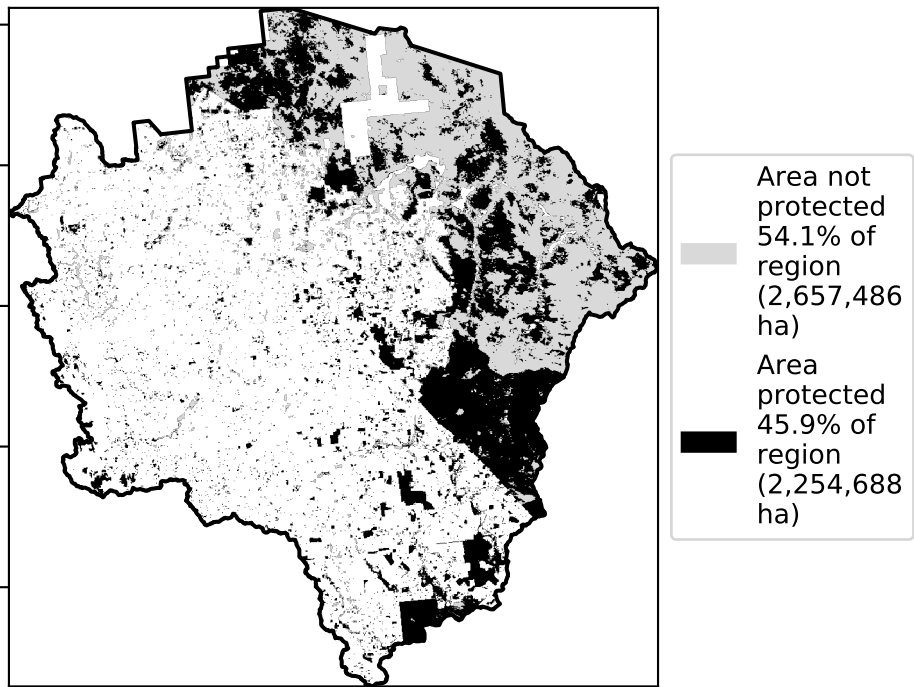 Area not
protected
54.1% of
region
(2,657,486
ha)
Area
protected
45.9% of
region
(2,254,688
ha)